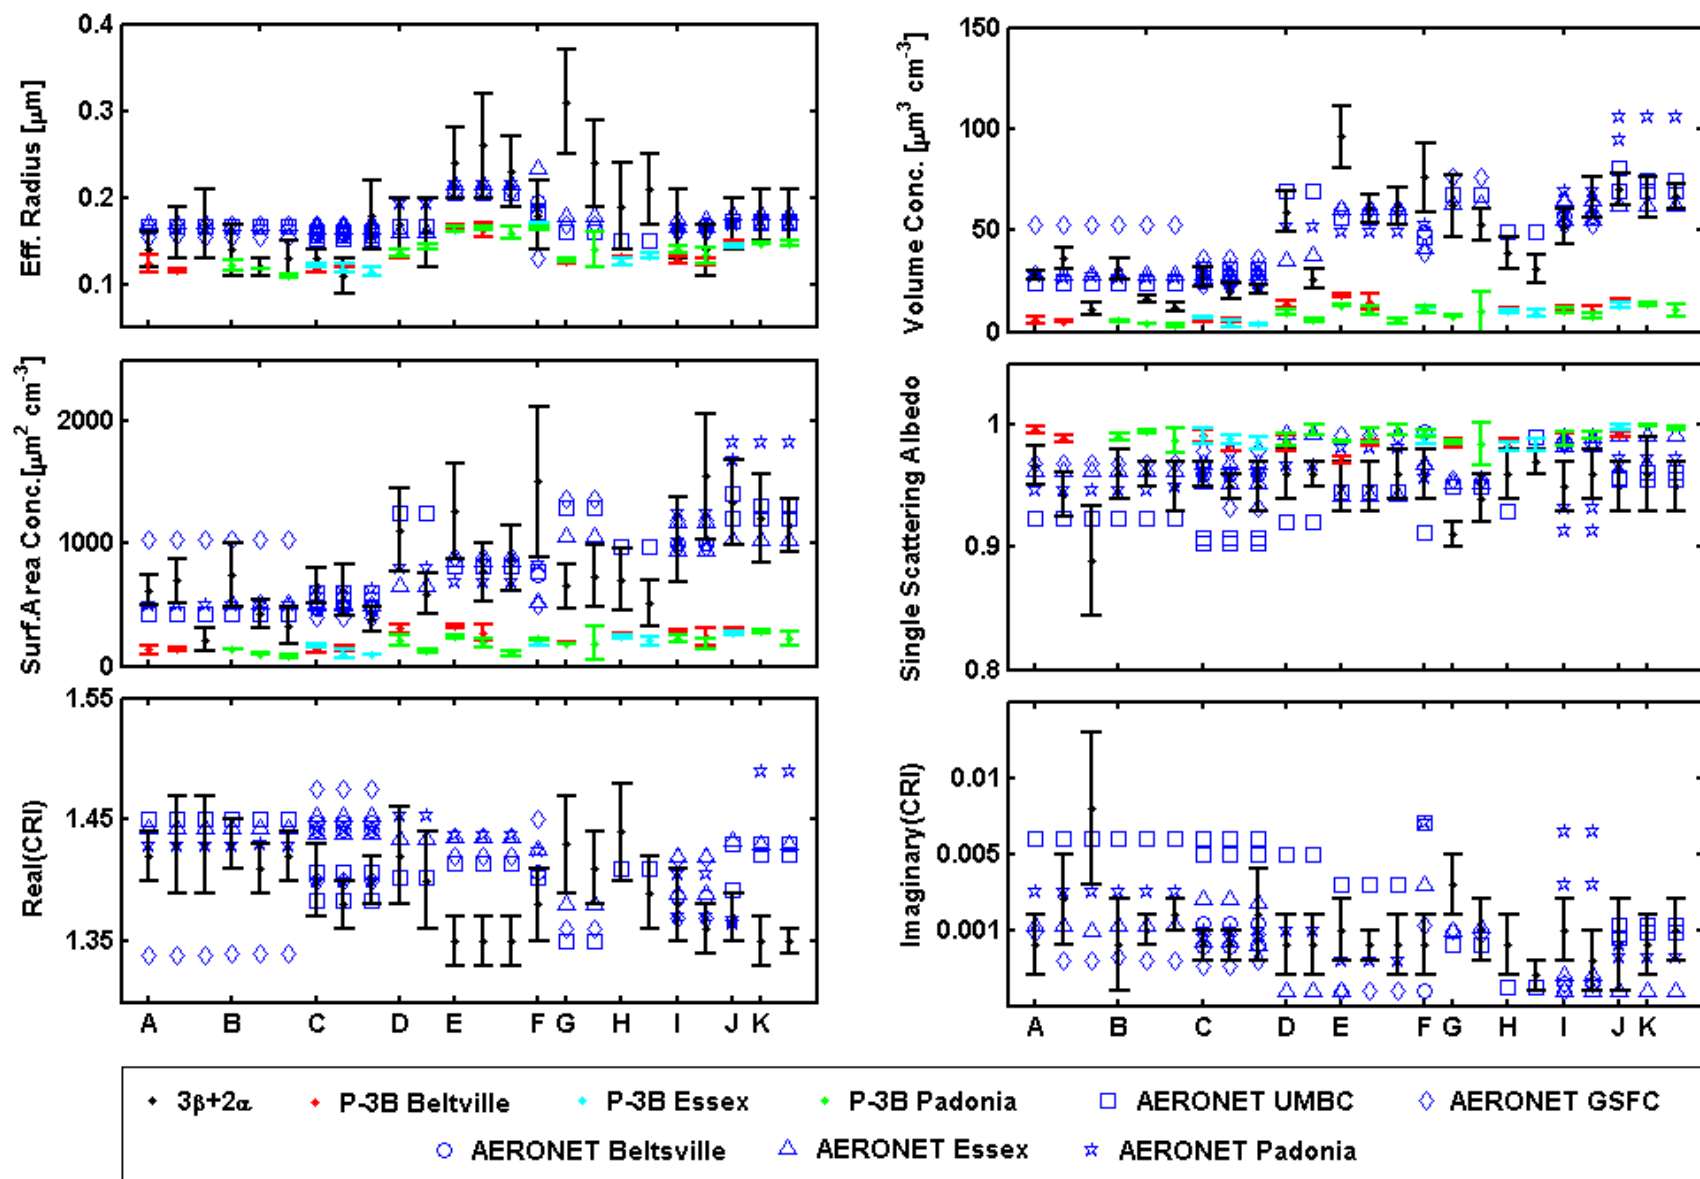 0.4
0.3
0.2
0.1
Eff. Radius [μm]
150
100
50
0
Volume Conc. [μm³ cm⁻³]
2000
1000
0
Surf.Area Conc.[μm² cm⁻³]
1
0.9
0.8
Single Scattering Albedo
1.55
1.45
1.35
Real(CRI)
A B C D E F G H I J K
0.01
0.005
0.001
Imaginary(CRI)
A B C D E F G H I J K
3β+2α P-3B Beltville P-3B Essex P-3B Padonia AERONET UMBC AERONET GSFC
AERONET Beltsville AERONET Essex AERONET Padonia